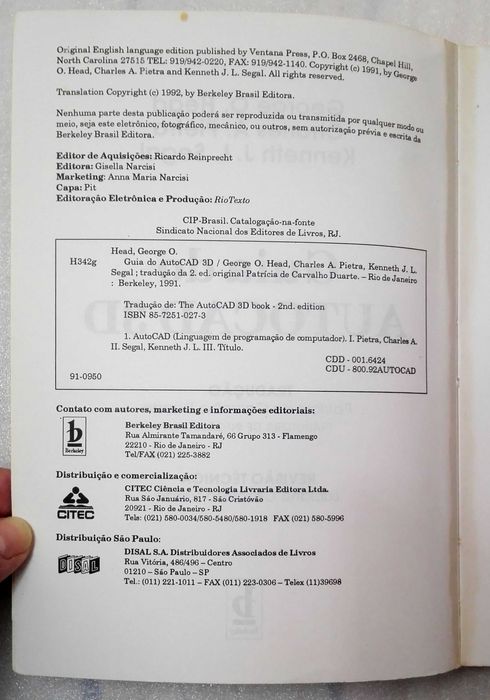 Original English language edition published by Ventana Press, P.O. Box 2468, Chapel Hill,
North Carolina 27515 TEL: 919/942-0220, FAX: 919/942-1140. Copyright (c) 1991, by George
O. Head, Charles A. Pietra and Kenneth J. L. Segal. All rights reserved.
Translation Copyright (c) 1992, by Berkeley Brasil Editora.
Nenhuma parte desta publicação poderá ser reproduzida ou transmitida por qualquer modo ou
meio, seja este eletrônico, fotográfico, mecânico, ou outros, sem autorização prévia e escrita da
Berkeley Brasil Editora.
Editor de Aquisições: Ricardo Reinprecht
Editora: Gisella Narcisi
Marketing: Anna Maria Narcisi
Capa: Pit
Editoração Eletrônica e Produção: RioTexto
CIP-Brasil. Catalogação-na-fonte
Sindicato Nacional dos Editores de Livros, RJ.
Head, George O.
H342g Guia do AutoCAD 3D / George O. Head, Charles A. Pietra, Kenneth J. L.
Segal ; tradução da 2. ed. original Patrícia de Carvalho Duarte. – Rio de Janeiro
: Berkeley, 1991.
Tradução de: The AutoCAD 3D book - 2nd. edition
ISBN 85-7251-027-3
1. AutoCAD (Linguagem de programação de computador). I. Pietra, Charles A.
II. Segal, Kenneth J. L. III. Título.
CDD - 001.6424
91-0950 CDU - 800.92AUTOCAD
Contato com autores, marketing e informações editoriais:
b
Berkeley
Berkeley Brasil Editora
Rua Almirante Tamandaré, 66 Grupo 313 - Flamengo
22210 - Rio de Janeiro - RJ
Tel/FAX (021) 225-3882
Distribuição e comercialização:
CITEC
CITEC Ciência e Tecnologia Livraria Editora Ltda.
Rua São Januário, 817 - São Cristóvão
20921 - Rio de Janeiro - RJ
Tels: (021) 580-0034/580-5480/580-1918 FAX (021) 580-5996
Distribuição São Paulo:
DISAL
DISAL S.A. Distribuidores Associados de Livros
Rua Vitória, 486/496 – Centro
01210 – São Paulo – SP
Tel.: (011) 221-1011 – FAX (011) 223-0306 – Telex (11)39698